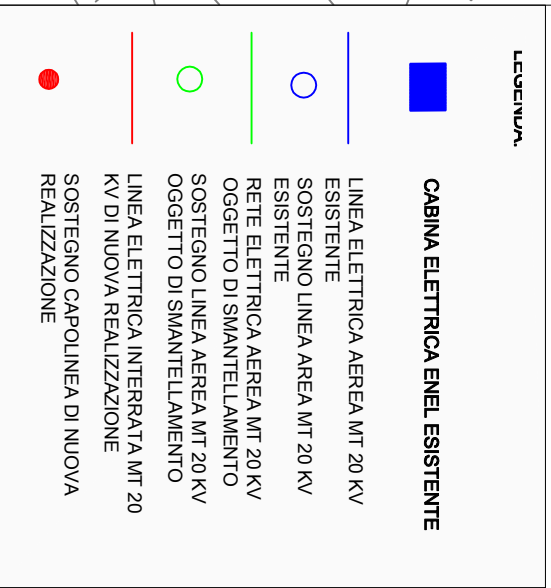 LEGENDA:
CABINA ELETTRICA ENEL ESISTENTE
LINEA ELETTRICA AEREA MT 20 KV
ESISTENTE
SOSTEGNO LINEA AREA MT 20 KV
ESISTENTE
RETE ELETTRICA AEREA MT 20 KV
OGGETTO DI SMANTELLAMENTO
SOSTEGNO LINEA AEREA MT 20 KV
OGGETTO DI SMANTELLAMENTO
LINEA ELETTRICA INTERRATA MT 20
KV DI NUOVA REALIZZAZIONE
SOSTEGNO CAPOLINEA DI NUOVA
REALIZZAZIONE